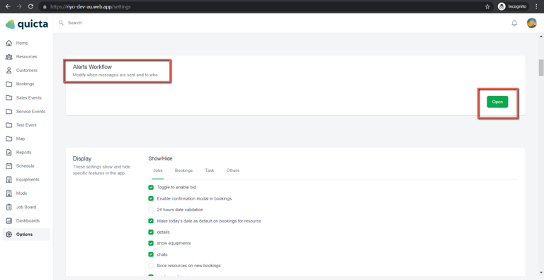 https://riyo-dev-au.web.app/settings
Incognito
quicta
Search
Home
Resources
Customers
Bookings
Sales Events
Service Events
Test Event
Map
Reports
Schedule
Equipments
Mods
Job Board
Dashboards
Options
Alerts Workflow
Modify when messages are sent and to who.
Open
Display
These settings show and hide
specific features in the app
Show/Hide
Jobs Bookings Task Others
Toggle to enable bid
Enable confirmation modal in bookings
24 hours date validation
Make today's date as default on bookings for resource
details
show equipments
chats
force resources on new bookings